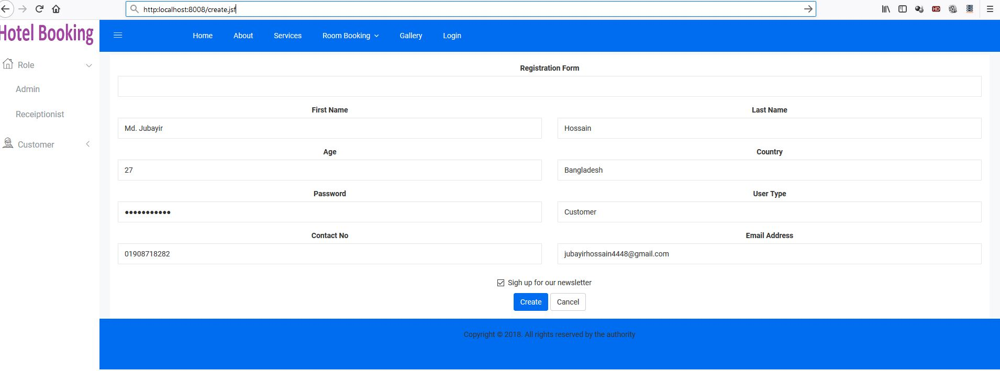 http:localhost:8008/create.jsf
HD
Hotel Booking
Home About Services Room Booking Gallery Login
Role
Admin
Receiptionist
Customer
Registration Form
First Name Last Name
Md. Jubayir Hossain
Age Country
27 Bangladesh
Password User Type
●●●●●●●●●●● Customer
Contact No Email Address
01908718282 jubayirhossain4448@gmail.com
Sigh up for our newsletter
Create Cancel
Copyright © 2018. All rights reserved by the authority